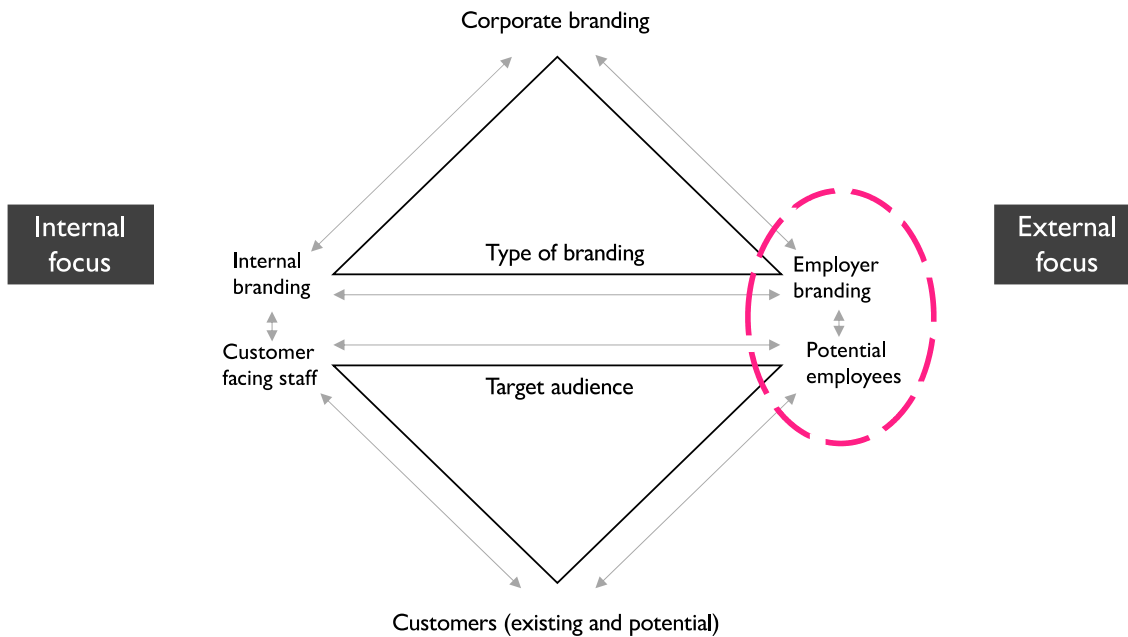 Corporate branding
Internal
focus
External
focus
Type of branding
Internal
branding
Employer
branding
Customer
facing staff
Potential
employees
Target audience
Customers (existing and potential)